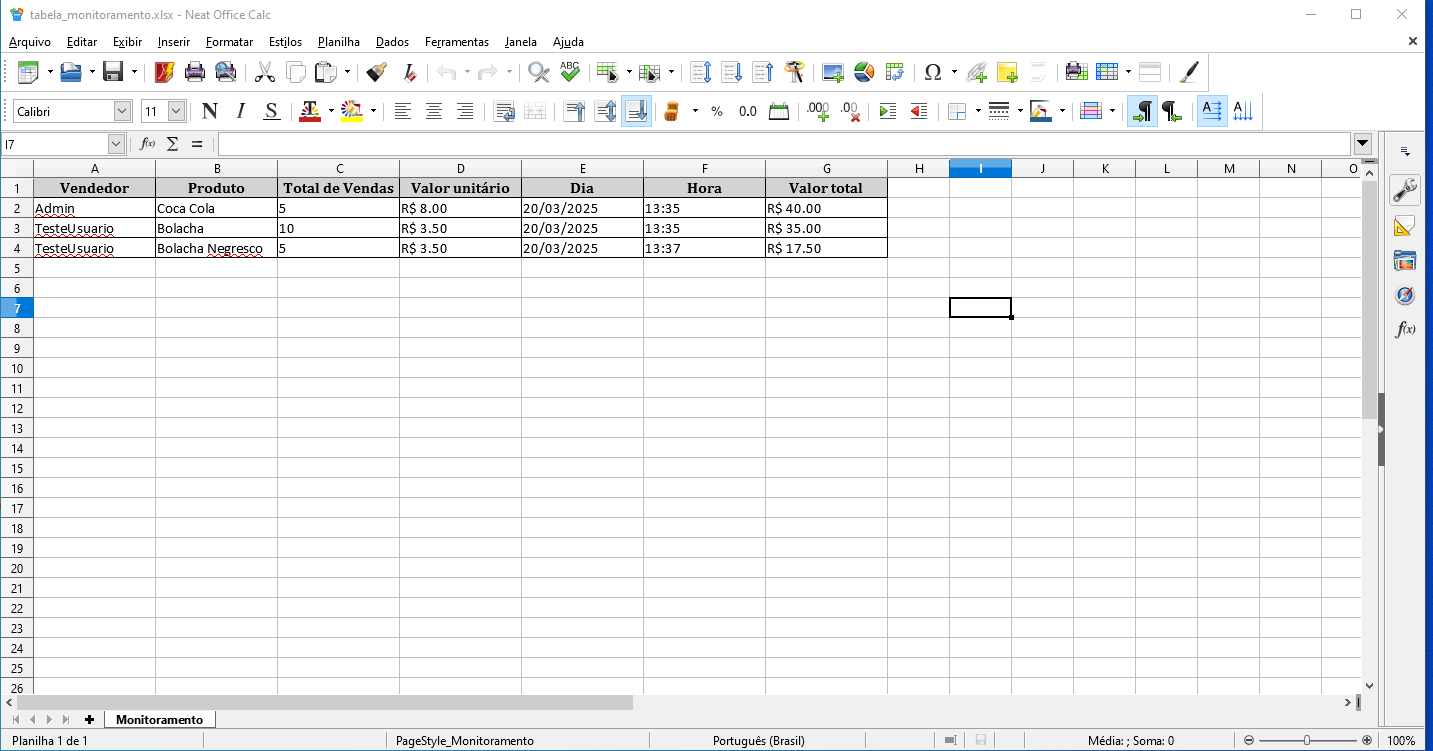 tabela_monitoramento.xlsx - Neat Office Calc
Arquivo Editar Exibir Inserir Formatar Estilos Planilha Dados Ferramentas Janela Ajuda
Calibri 11 N I S % 0.0 .000 .00
I7 f(x) Σ =
A B C D E F G H I J K L M N O
1 Vendedor Produto Total de Vendas Valor unitário Dia Hora Valor total
2 Admin Coca Cola 5 R$ 8.00 20/03/2025 13:35 R$ 40.00
3 TesteUsuario Bolacha 10 R$ 3.50 20/03/2025 13:35 R$ 35.00
4 TesteUsuario Bolacha Negresco 5 R$ 3.50 20/03/2025 13:37 R$ 17.50
5
6
7
8
9
10
11
12
13
14
15
16
17
18
19
20
21
22
23
24
25
26
Monitoramento
Planilha 1 de 1 PageStyle_Monitoramento Português (Brasil) Média: ; Soma: 0 100%